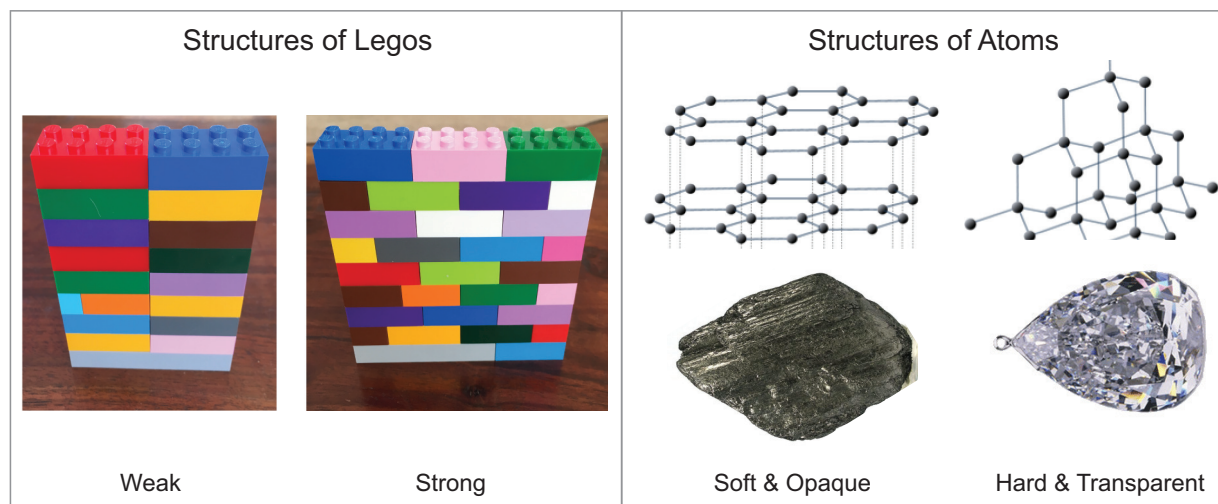 Structures of Legos
Structures of Atoms
Weak
Strong
Soft & Opaque
Hard & Transparent